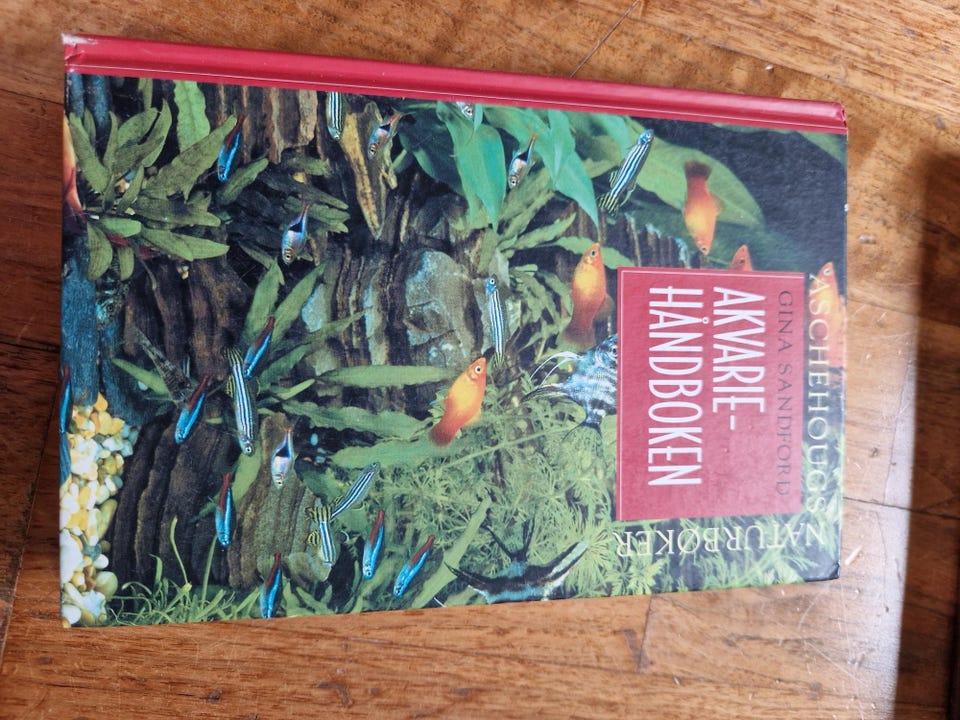 ASCHEHOUGS NATURBØKER
GINA SANDFORD
AKVARIE-
HÅNDBOKEN